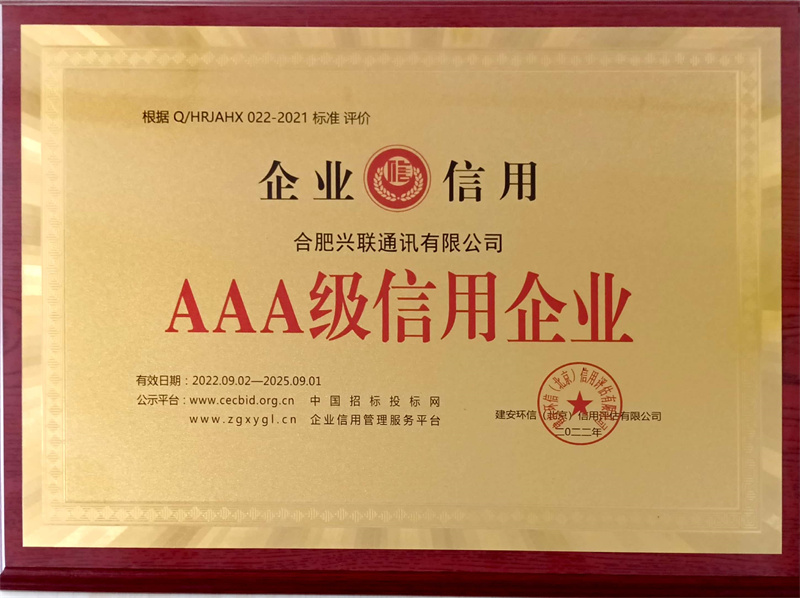 根据 Q/HRJAHX 022-2021 标准 评价
企业 信 信用
合肥兴联通讯有限公司
AAA级信用企业
有效日期：2022.09.02—2025.09.01
公示平台：www.cecbid.org.cn 中国招标投标网
www.zgxygl.cn 企业信用管理服务平台
建安环信（北京）信用评估有限公司
二〇二二年